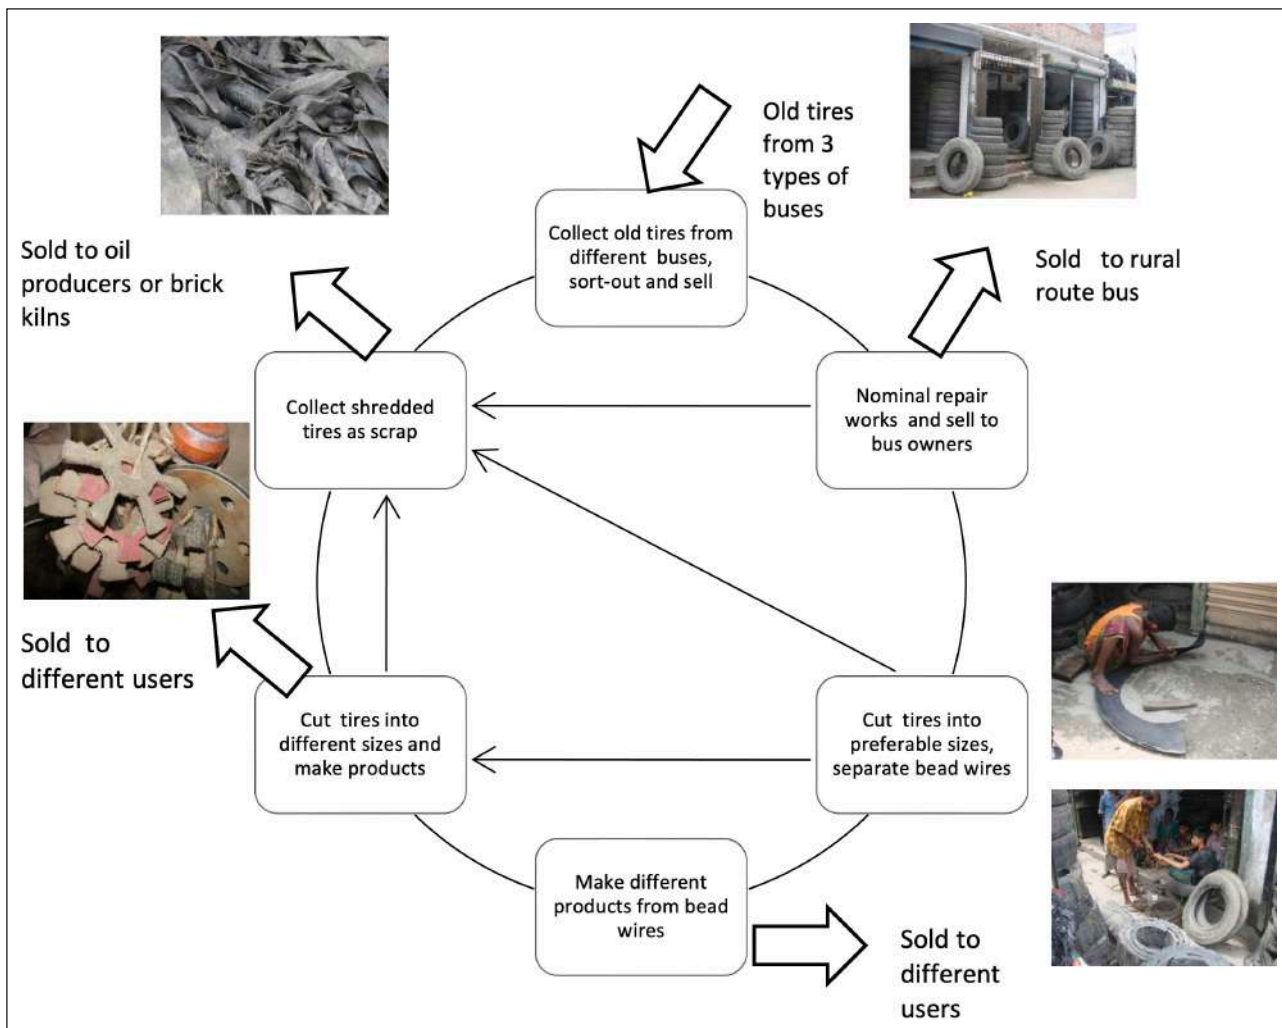 Old tires
from 3
types of
buses
Collect old tires from
different buses,
sort-out and sell
Sold to rural
route bus
Sold to oil
producers or brick
kilns
Nominal repair
works and sell to
bus owners
Collect shredded
tires as scrap
Sold to
different users
Cut tires into
different sizes and
make products
Cut tires into
preferable sizes,
separate bead wires
Make different
products from bead
wires
Sold to
different
users